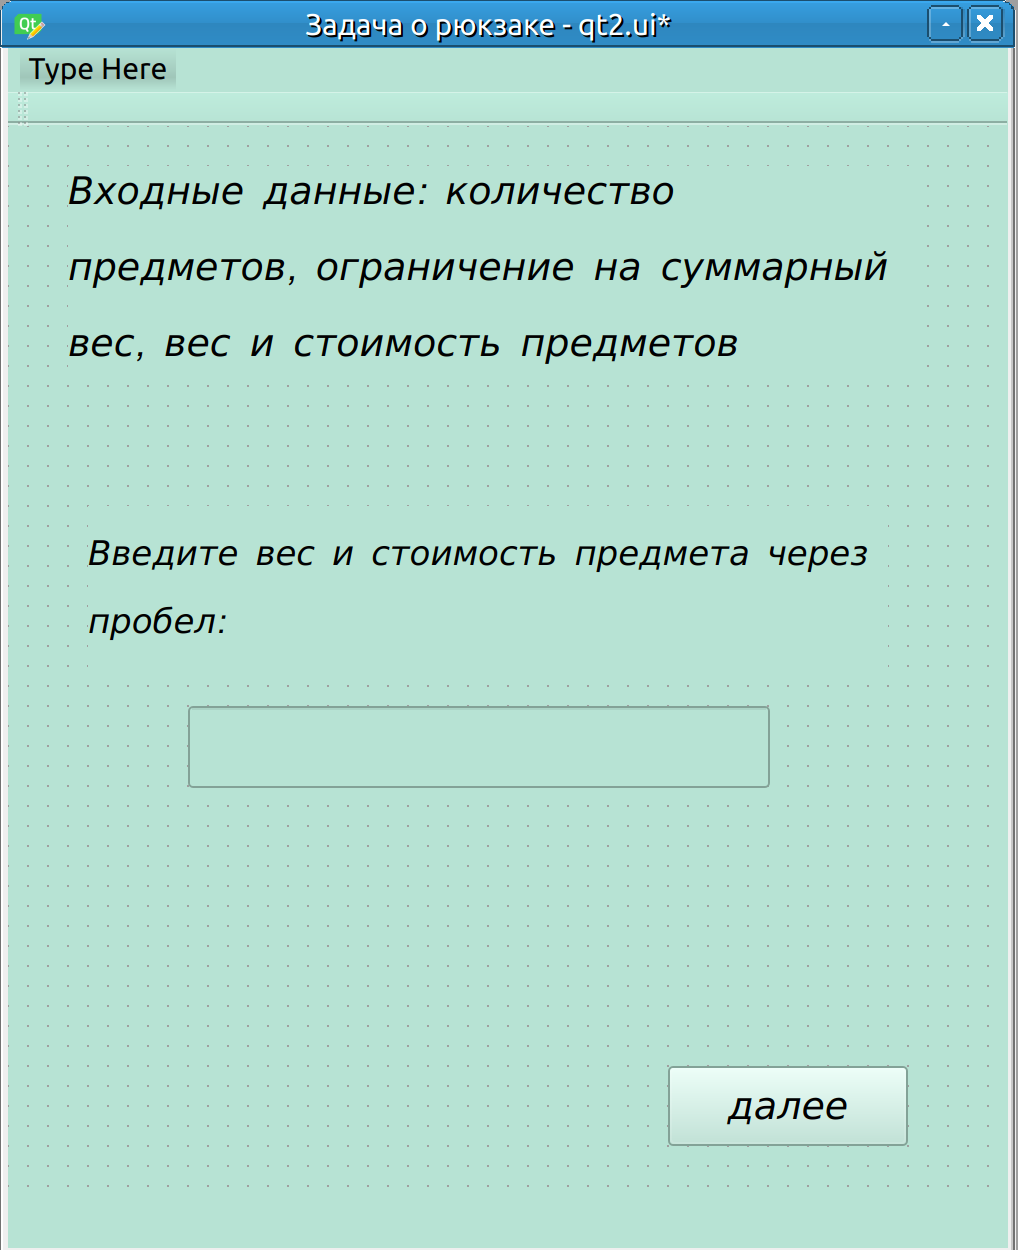 Qt
Задача о рюкзаке - qt2.ui*
Type Here
Входные данные: количество
предметов, ограничение на суммарный
вес, вес и стоимость предметов
Введите вес и стоимость предмета через
пробел:
далее